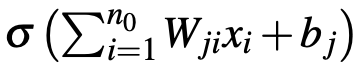 σ (∑_{i=1}^{n_0} W_{ji}x_i + b_j)